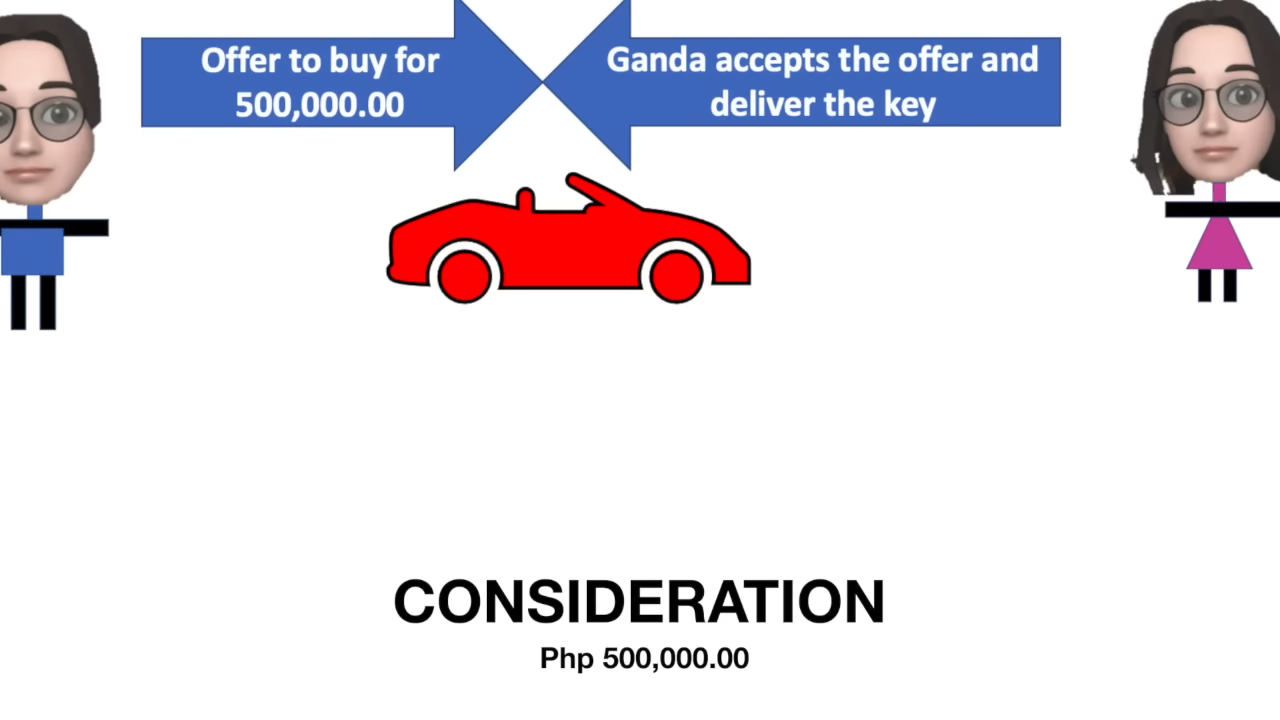 Offer to buy for
500,000.00
Ganda accepts the offer and
deliver the key
CONSIDERATION
Php 500,000.00